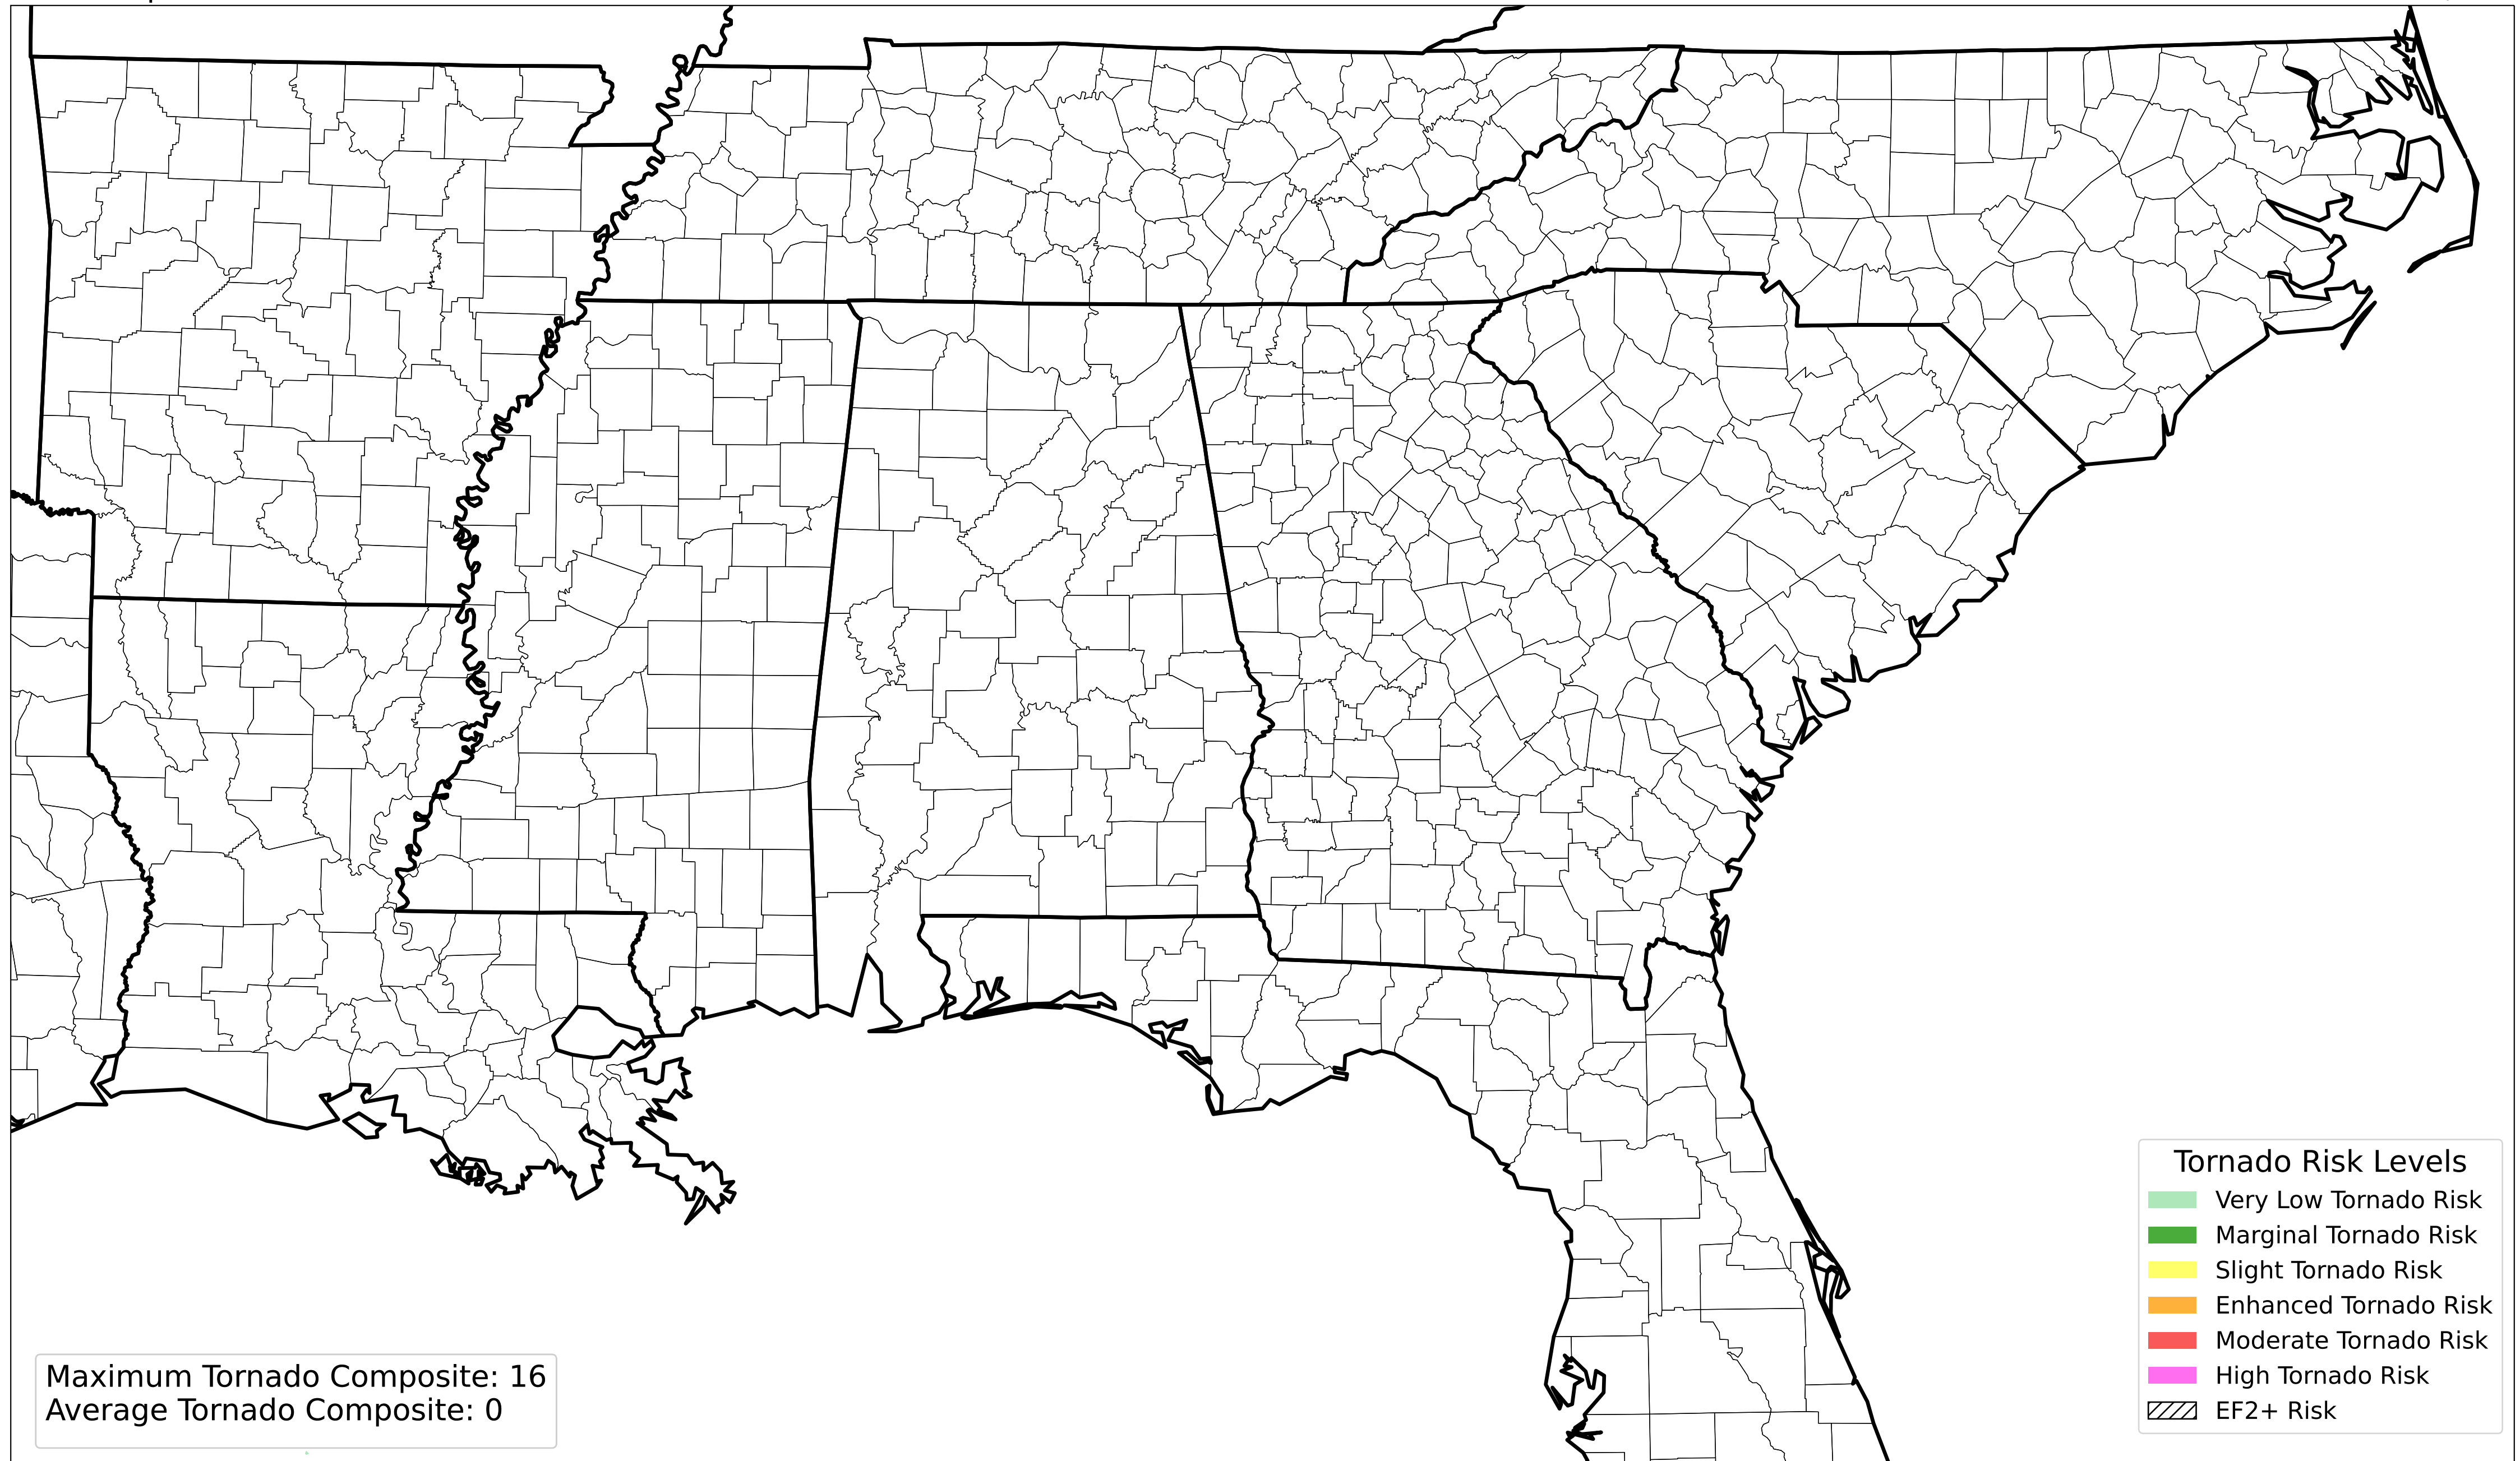 Tornado Risk Levels
Very Low Tornado Risk
Marginal Tornado Risk
Slight Tornado Risk
Enhanced Tornado Risk
Moderate Tornado Risk
High Tornado Risk
EF2+ Risk
Maximum Tornado Composite: 16
Average Tornado Composite: 0